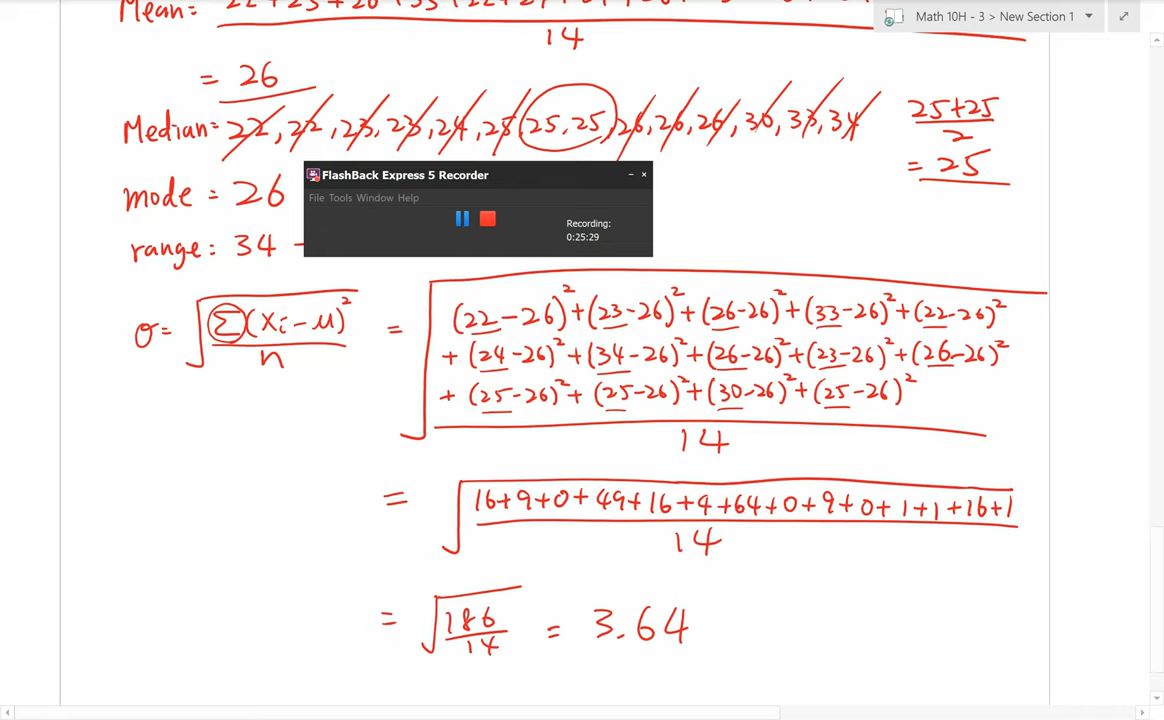 Math 10H - 3 > New Section 1
Mean =
14
= 26
Median = 22, 22, 23, 23, 24, 25, 25, 25, 26, 26, 26, 30, 33, 34
25+25
2
= 25
mode = 26
range: 34 -
FlashBack Express 5 Recorder
File Tools Window Help
Recording:
0:25:29
σ = √ Σ(xi-μ)² / n = √ (22-26)²+(23-26)²+(26-26)²+(33-26)²+(22-26)²
+(24-26)²+(34-26)²+(26-26)²+(23-26)²+(26-26)²
+(25-26)²+(25-26)²+(30-26)²+(25-26)²
14
= √ 16+9+0+49+16+4+64+0+9+0+1+1+16+1
14
= √ 186/14 = 3.64